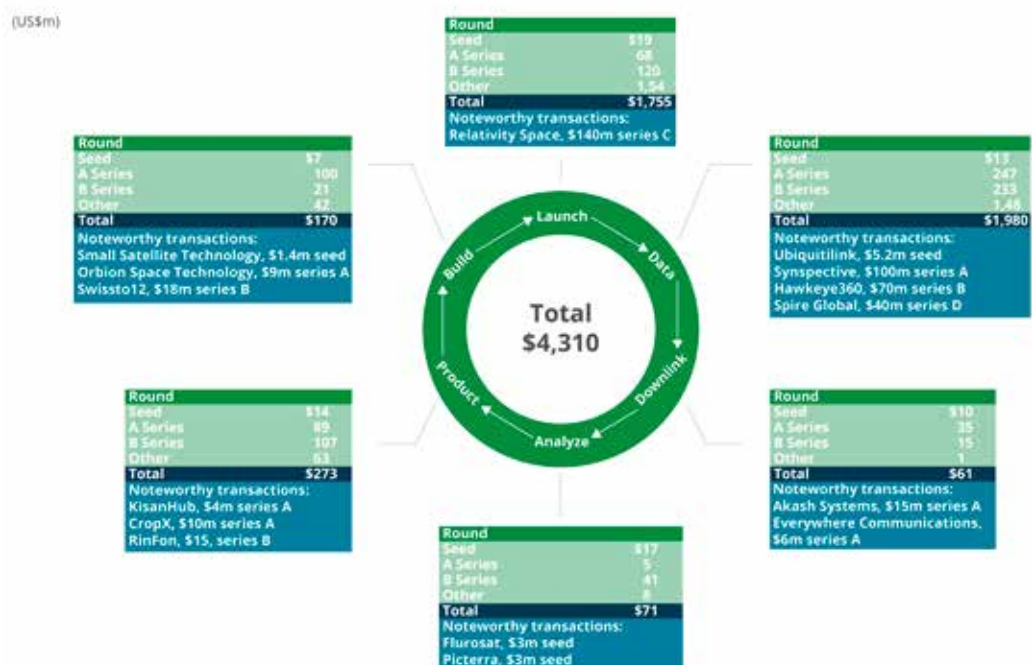 (US$m)
Round
Seed $19
A Series 68
B Series 120
Other 1,54
Total $1,755
Noteworthy transactions:
Relativity Space, $140m series C
Round
Seed $7
A Series 100
B Series 21
Other 42
Total $170
Noteworthy transactions:
Small Satellite Technology, $1.4m seed
Orbion Space Technology, $9m series A
Swissto12, $18m series B
Round
Seed $13
A Series 247
B Series 233
Other 1,48
Total $1,980
Noteworthy transactions:
Ubiquitilink, $5.2m seed
Synspective, $100m series A
Hawkeye360, $70m series B
Spire Global, $40m series D
Launch
Build
Data
Total
$4,310
Product
Downlink
Analyze
Round
Seed $14
A Series 89
B Series 107
Other 63
Total $273
Noteworthy transactions:
KisanHub, $4m series A
CropX, $10m series A
RinFon, $15, series B
Round
Seed $10
A Series 35
B Series 15
Other 1
Total $61
Noteworthy transactions:
Akash Systems, $15m series A
Everywhere Communications,
$6m series A
Round
Seed $17
A Series 5
B Series 41
Other 8
Total $71
Noteworthy transactions:
Flurosat, $3m seed
Picterra, $3m seed